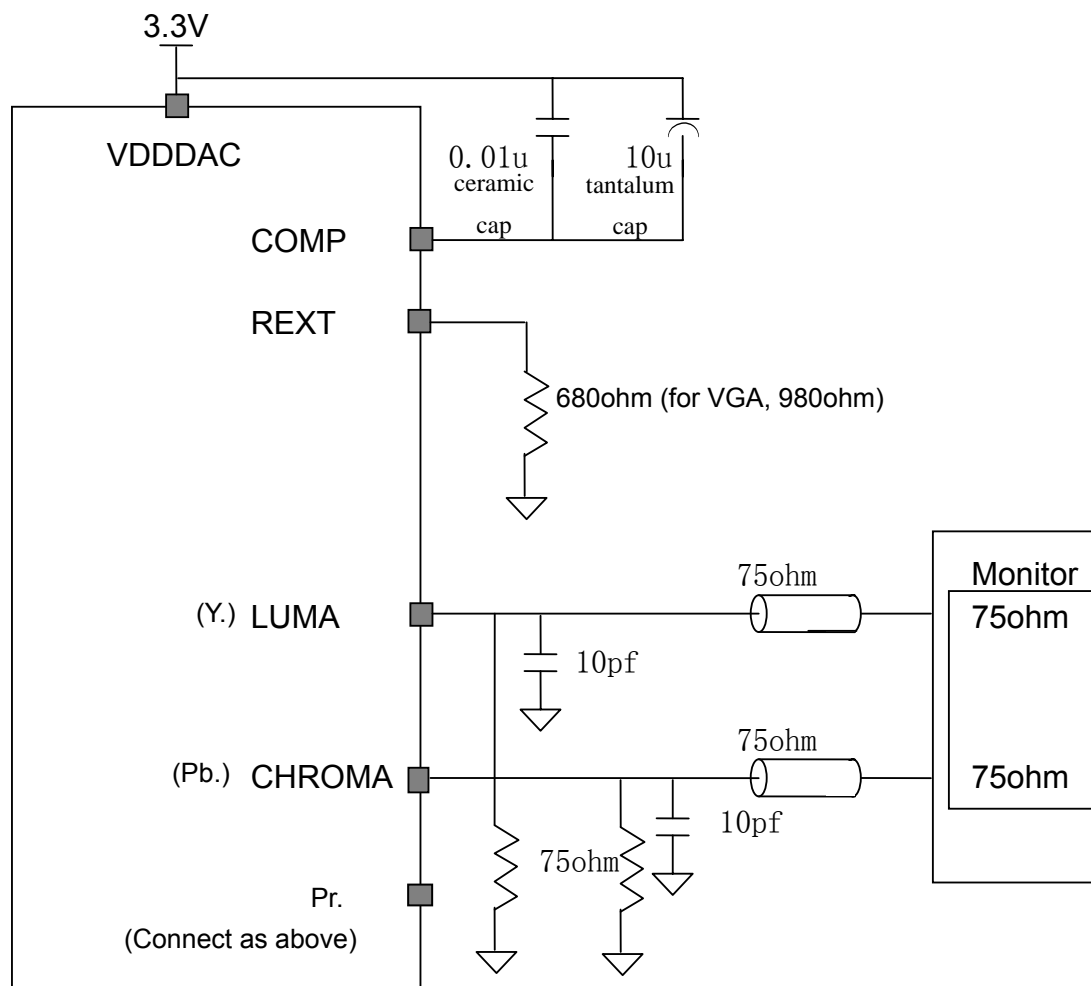 3.3V
VDDDAC
0.01u
ceramic
cap
10u
tantalum
cap
COMP
REXT
680ohm (for VGA, 980ohm)
75ohm
Monitor
(Y.) LUMA
75ohm
10pf
75ohm
(Pb.) CHROMA
75ohm
10pf
75ohm
Pr.
(Connect as above)